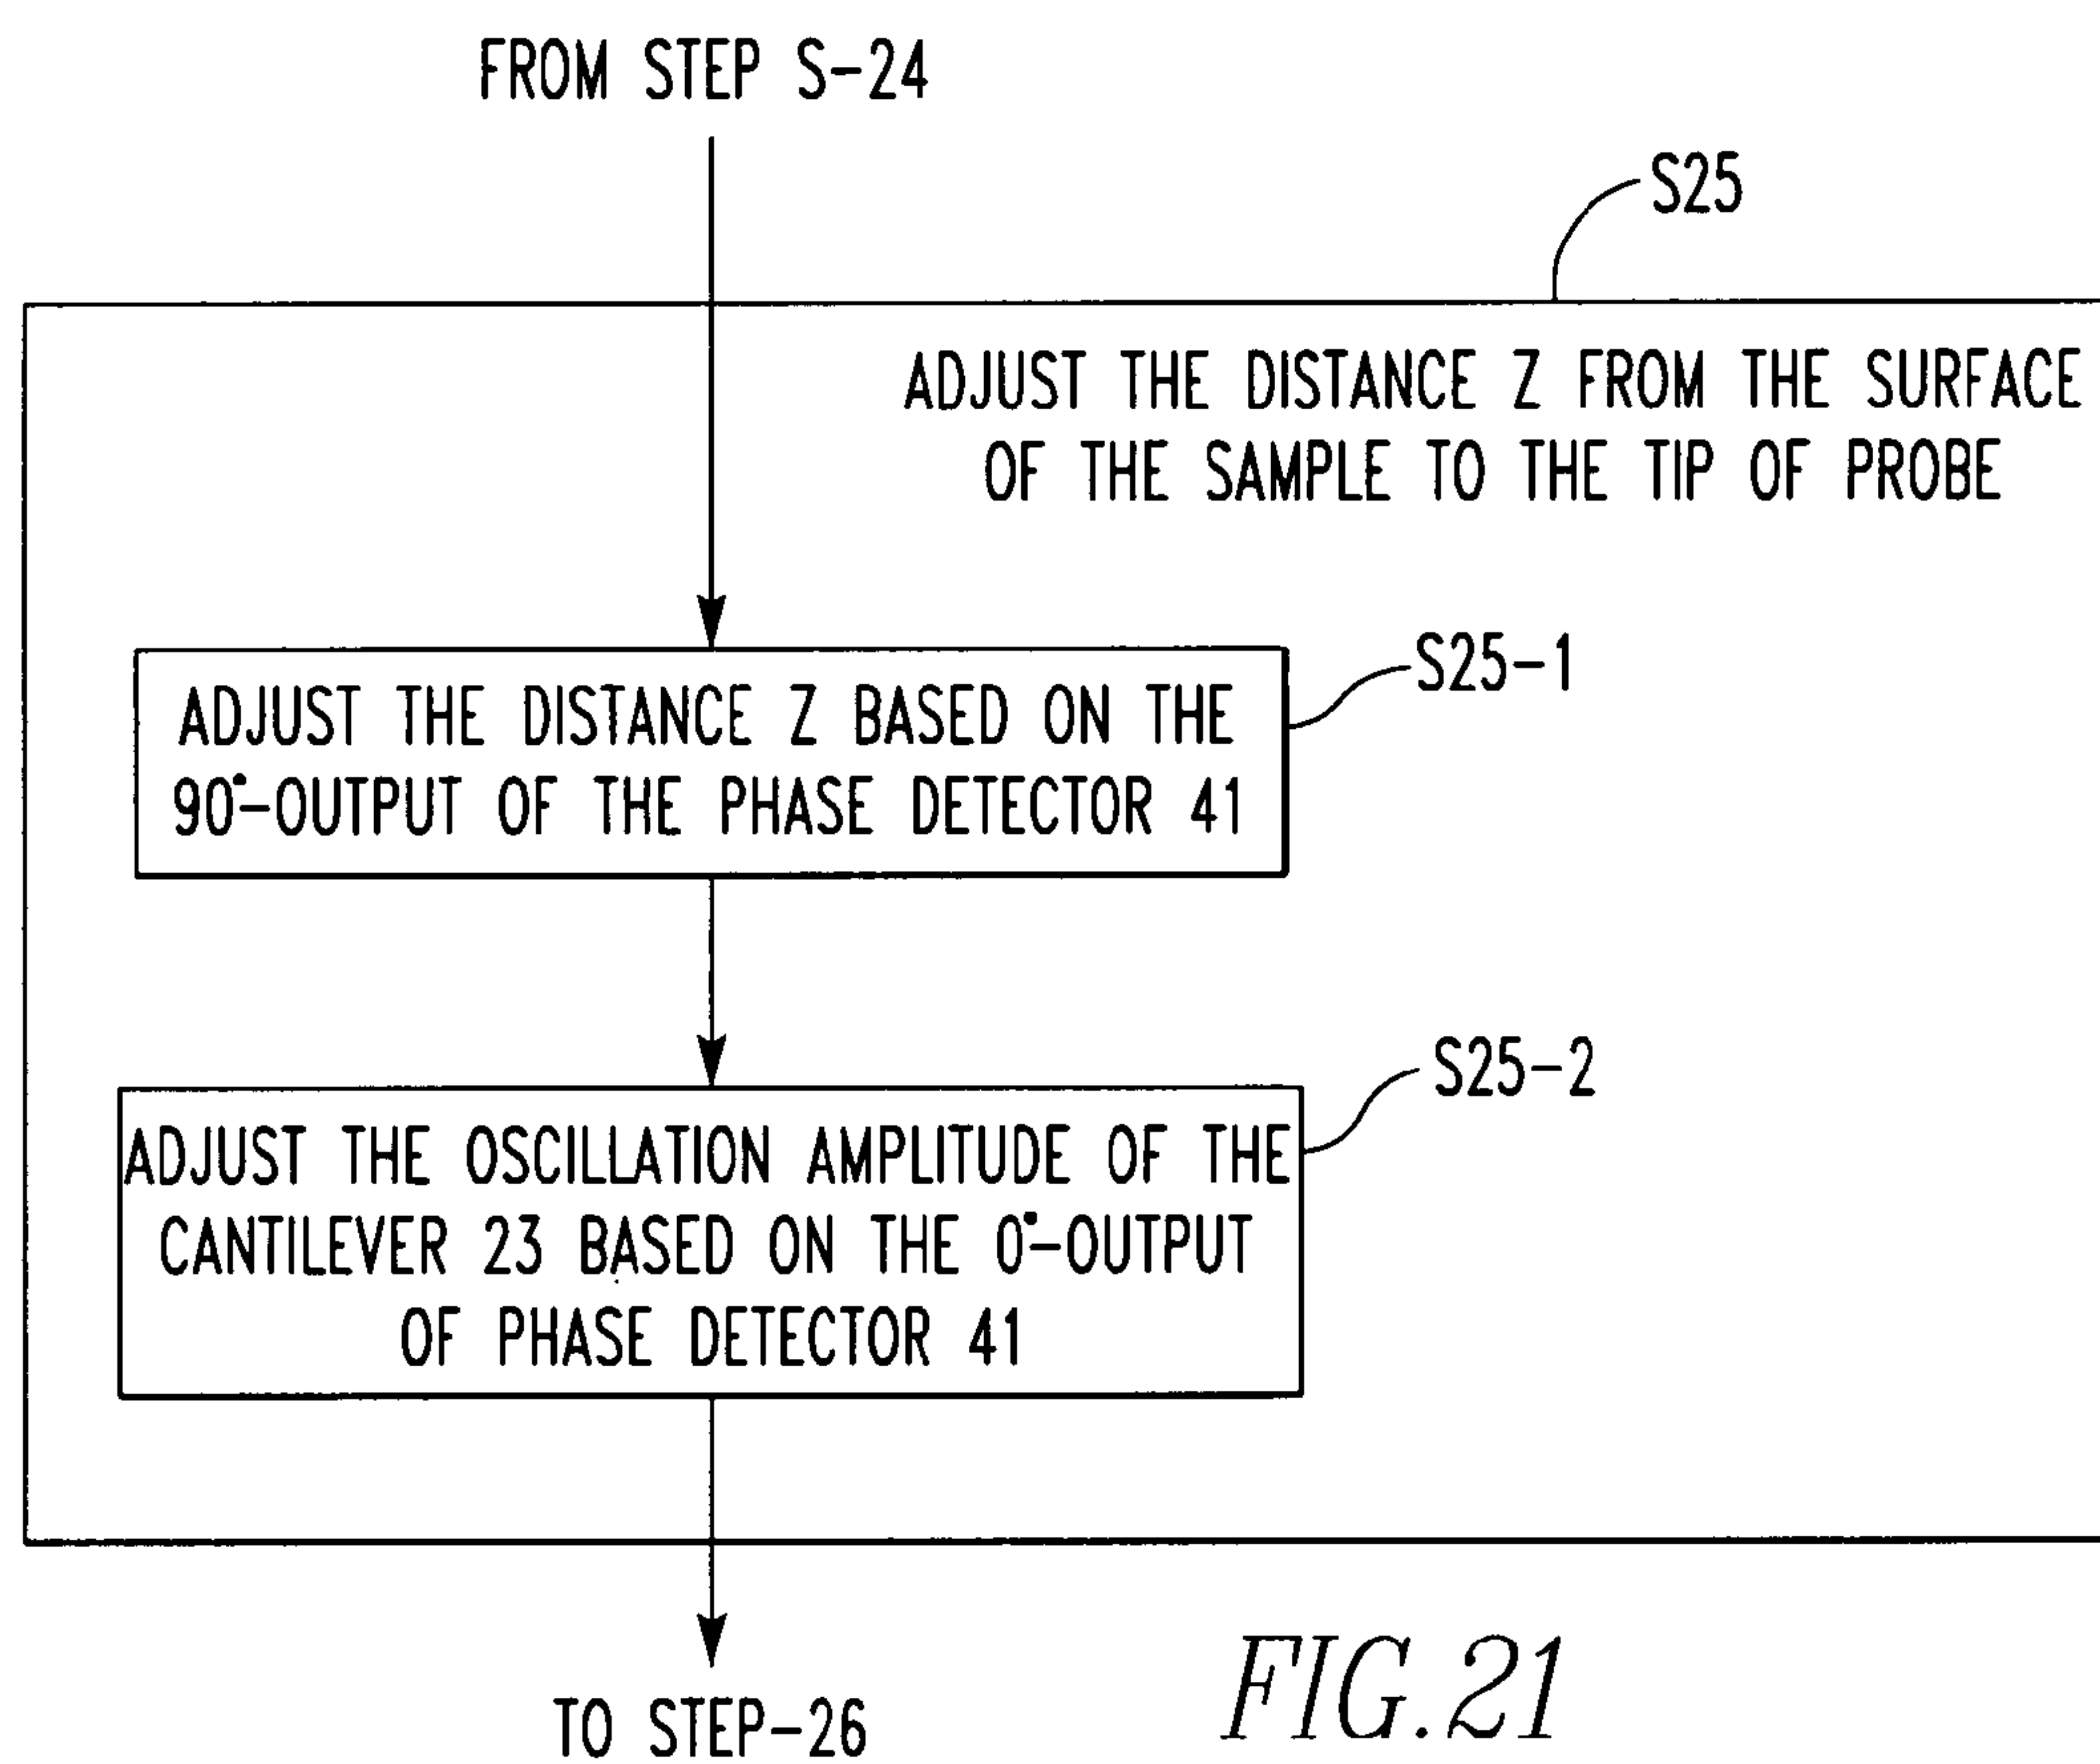 FROM STEP S-24
S25
ADJUST THE DISTANCE Z FROM THE SURFACE
OF THE SAMPLE TO THE TIP OF PROBE
S25-1
ADJUST THE DISTANCE Z BASED ON THE
90°-OUTPUT OF THE PHASE DETECTOR 41
S25-2
ADJUST THE OSCILLATION AMPLITUDE OF THE
CANTILEVER 23 BASED ON THE 0°-OUTPUT
OF PHASE DETECTOR 41
TO STEP-26
FIG.21